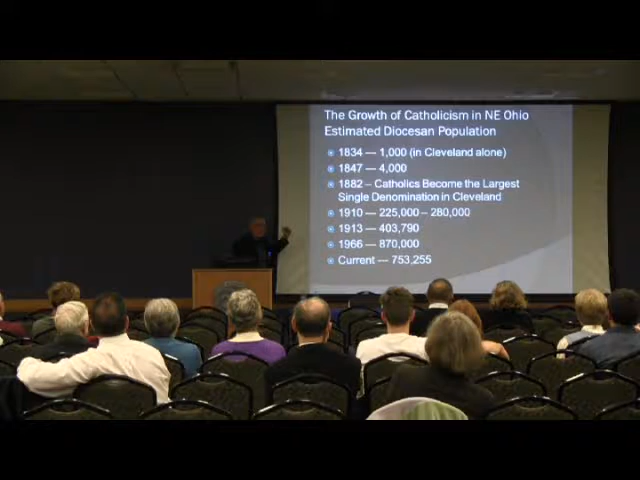 The Growth of Catholicism in NE Ohio
Estimated Diocesan Population
1834 — 1,000 (in Cleveland alone)
1847 — 4,000
1882 – Catholics Become the Largest
Single Denomination in Cleveland
1910 — 225,000 – 280,000
1913 — 403,790
1966 — 870,000
Current — 753,255